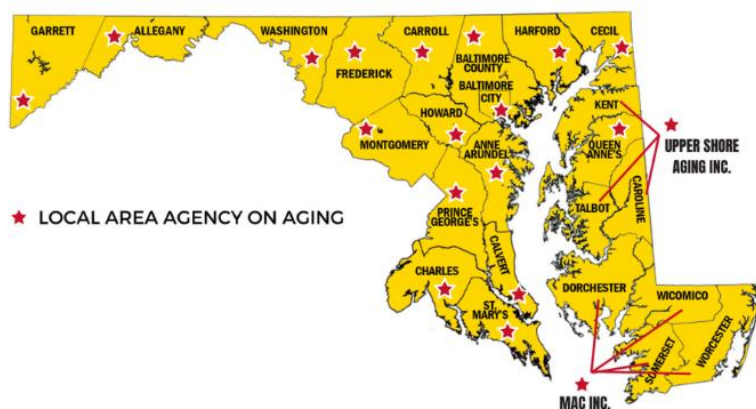 GARRETT
ALLEGANY
WASHINGTON
FREDERICK
CARROLL
BALTIMORE
COUNTY
BALTIMORE
CITY
HARFORD
CECIL
KENT
HOWARD
MONTGOMERY
ANNE
ARUNDEL
QUEEN
ANNE'S
UPPER SHORE
AGING INC.
LOCAL AREA AGENCY ON AGING
PRINCE
GEORGE'S
TALBOT
CAROLINE
CALVERT
CHARLES
ST.
MARY'S
DORCHESTER
WICOMICO
SOMERSET
WORCESTER
MAC INC.